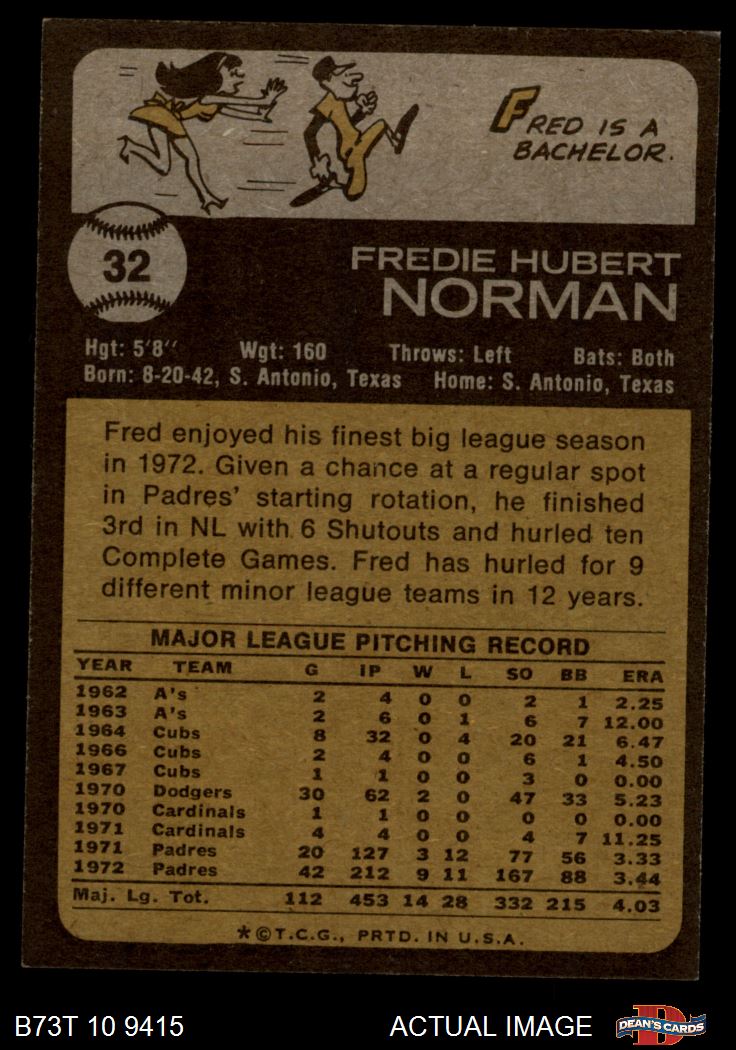 FRED IS A
BACHELOR.
32
FREDIE HUBERT
NORMAN
Hgt: 5'8'' Wgt: 160 Throws: Left Bats: Both
Born: 8-20-42, S. Antonio, Texas Home: S. Antonio, Texas
Fred enjoyed his finest big league season
in 1972. Given a chance at a regular spot
in Padres' starting rotation, he finished
3rd in NL with 6 Shutouts and hurled ten
Complete Games. Fred has hurled for 9
different minor league teams in 12 years.
MAJOR LEAGUE PITCHING RECORD
YEAR TEAM G IP W L SO BB ERA
1962 A's 2 4 0 0 2 1 2.25
1963 A's 2 6 0 1 6 7 12.00
1964 Cubs 8 32 0 4 20 21 6.47
1966 Cubs 2 4 0 0 6 1 4.50
1967 Cubs 1 1 0 0 3 0 0.00
1970 Dodgers 30 62 2 0 47 33 5.23
1970 Cardinals 1 1 0 0 0 0 0.00
1971 Cardinals 4 4 0 0 4 7 11.25
1971 Padres 20 127 3 12 77 56 3.33
1972 Padres 42 212 9 11 167 88 3.44
Maj. Lg. Tot. 112 453 14 28 332 215 4.03
*©T.C.G., PRTD. IN U.S.A.
B73T 10 9415 ACTUAL IMAGE
D
DEAN'S CARDS